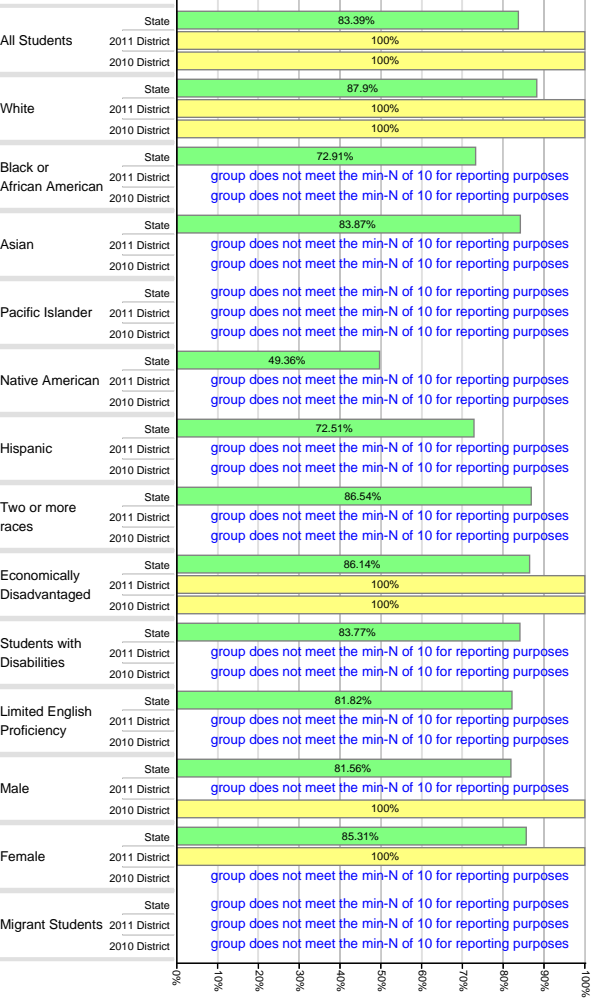 State 83.39%
All Students 2011 District 100%
2010 District 100%
State 87.9%
White 2011 District 100%
2010 District 100%
State 72.91%
Black or
African American
2011 District group does not meet the min-N of 10 for reporting purposes
2010 District group does not meet the min-N of 10 for reporting purposes
State 83.87%
Asian 2011 District group does not meet the min-N of 10 for reporting purposes
2010 District group does not meet the min-N of 10 for reporting purposes
State group does not meet the min-N of 10 for reporting purposes
Pacific Islander 2011 District group does not meet the min-N of 10 for reporting purposes
2010 District group does not meet the min-N of 10 for reporting purposes
State 49.36%
Native American 2011 District group does not meet the min-N of 10 for reporting purposes
2010 District group does not meet the min-N of 10 for reporting purposes
State 72.51%
Hispanic 2011 District group does not meet the min-N of 10 for reporting purposes
2010 District group does not meet the min-N of 10 for reporting purposes
State 86.54%
Two or more
races
2011 District group does not meet the min-N of 10 for reporting purposes
2010 District group does not meet the min-N of 10 for reporting purposes
State 86.14%
Economically
Disadvantaged
2011 District 100%
2010 District 100%
State 83.77%
Students with
Disabilities
2011 District group does not meet the min-N of 10 for reporting purposes
2010 District group does not meet the min-N of 10 for reporting purposes
State 81.82%
Limited English
Proficiency
2011 District group does not meet the min-N of 10 for reporting purposes
2010 District group does not meet the min-N of 10 for reporting purposes
State 81.56%
Male 2011 District group does not meet the min-N of 10 for reporting purposes
2010 District 100%
State 85.31%
Female 2011 District 100%
2010 District group does not meet the min-N of 10 for reporting purposes
State group does not meet the min-N of 10 for reporting purposes
Migrant Students 2011 District group does not meet the min-N of 10 for reporting purposes
2010 District group does not meet the min-N of 10 for reporting purposes
0% 10% 20% 30% 40% 50% 60% 70% 80% 90% 100%